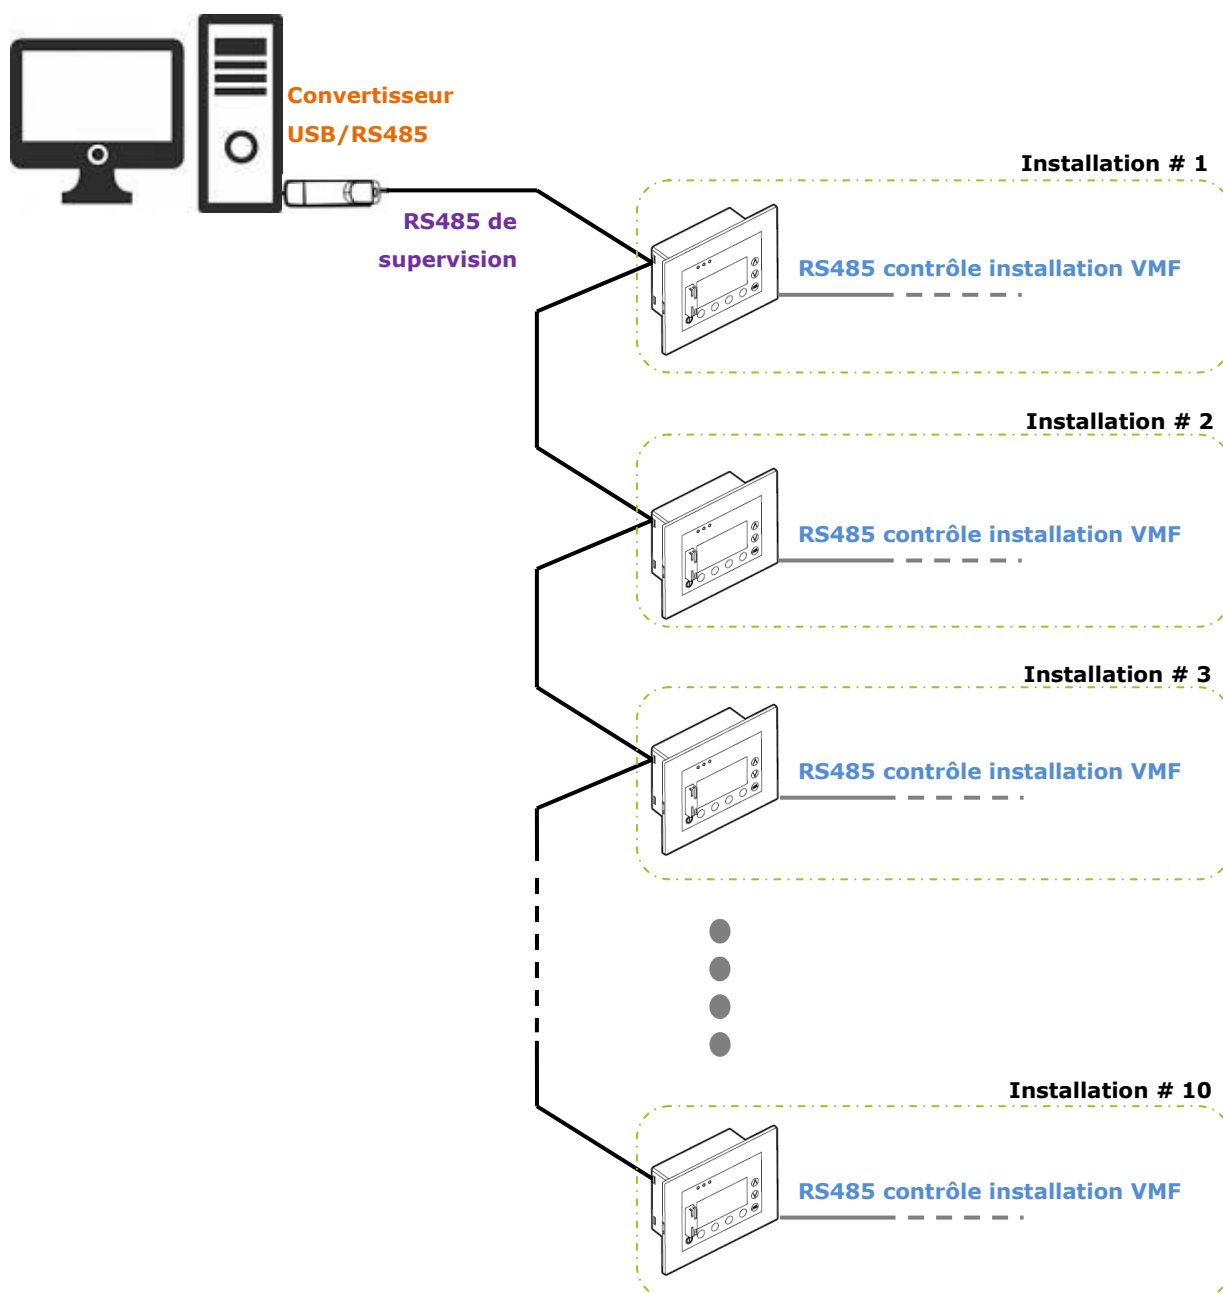 Convertisseur
USB/RS485
Installation # 1
RS485 de
supervision
RS485 contrôle installation VMF
Installation # 2
RS485 contrôle installation VMF
Installation # 3
RS485 contrôle installation VMF
Installation # 10
RS485 contrôle installation VMF